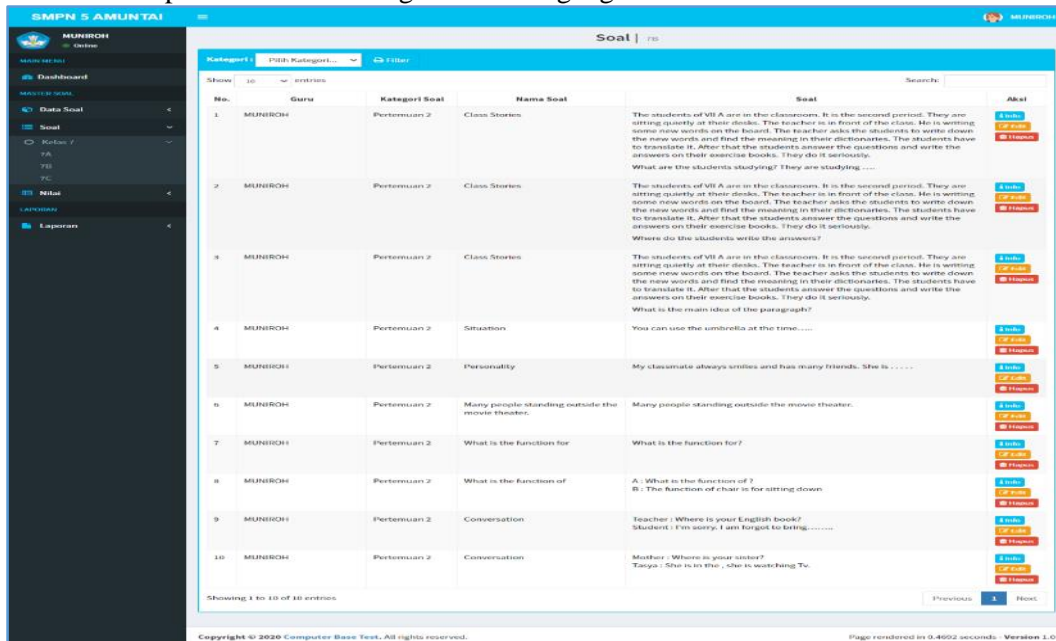 SMPN 5 AMUNTAI
MUNIROH
MUNIROH
Online
Soal | 7B
MAIN MENU
Dashboard
MASTER SOAL
Data Soal
Soal
Kelas 7
7A
7B
7C
Nilai
LAPORAN
Laporan
Kategori : Pilih Kategori... Filter
Show 10 entries
Search:
No. Guru Kategori Soal Nama Soal Soal Aksi
1 MUNIROH Pertemuan 2 Class Stories The students of VII A are in the classroom. It is the second period. They are
sitting quietly at their desks. The teacher is in front of the class. He is writing
some new words on the board. The teacher asks the students to write down
the new words and find the meaning in their dictionaries. The students have
to translate it. After that the students answer the questions and write the
answers on their exercise books. They do it seriously.
What are the students studying? They are studying .....
Info
Edit
Hapus
2 MUNIROH Pertemuan 2 Class Stories The students of VII A are in the classroom. It is the second period. They are
sitting quietly at their desks. The teacher is in front of the class. He is writing
some new words on the board. The teacher asks the students to write down
the new words and find the meaning in their dictionaries. The students have
to translate it. After that the students answer the questions and write the
answers on their exercise books. They do it seriously.
Where do the students write the answers?
Info
Edit
Hapus
3 MUNIROH Pertemuan 2 Class Stories The students of VII A are in the classroom. It is the second period. They are
sitting quietly at their desks. The teacher is in front of the class. He is writing
some new words on the board. The teacher asks the students to write down
the new words and find the meaning in their dictionaries. The students have
to translate it. After that the students answer the questions and write the
answers on their exercise books. They do it seriously.
What is the main idea of the paragraph?
Info
Edit
Hapus
4 MUNIROH Pertemuan 2 Situation You can use the umbrella at the time.....
Info
Edit
Hapus
5 MUNIROH Pertemuan 2 Personality My classmate always smiles and has many friends. She is . . . . .
Info
Edit
Hapus
6 MUNIROH Pertemuan 2 Many people standing outside the Many people standing outside the movie theater.
movie theater.
Info
Edit
Hapus
7 MUNIROH Pertemuan 2 What is the function for What is the function for?
Info
Edit
Hapus
8 MUNIROH Pertemuan 2 What is the function of A : What is the function of ?
B : The function of chair is for sitting down
Info
Edit
Hapus
9 MUNIROH Pertemuan 2 Conversation Teacher : Where is your English book?
Student : I'm sorry. I am forgot to bring........
Info
Edit
Hapus
10 MUNIROH Pertemuan 2 Conversation Mother : Where is your sister?
Tasya : She is in the , she is watching Tv.
Info
Edit
Hapus
Showing 1 to 10 of 10 entries
Previous 1 Next
Copyright © 2020 Computer Base Test. All rights reserved.
Page rendered in 0.4692 seconds - Version 1.0